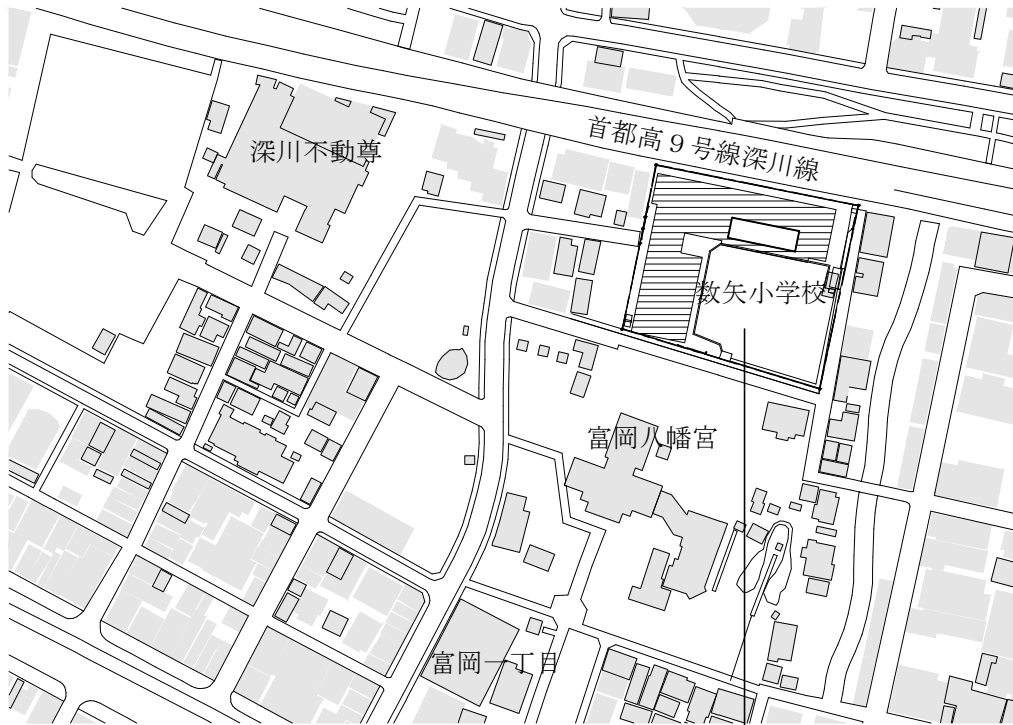 首都高９号線深川線
深川不動尊
数矢小学校
富岡八幡宮
富岡一丁目